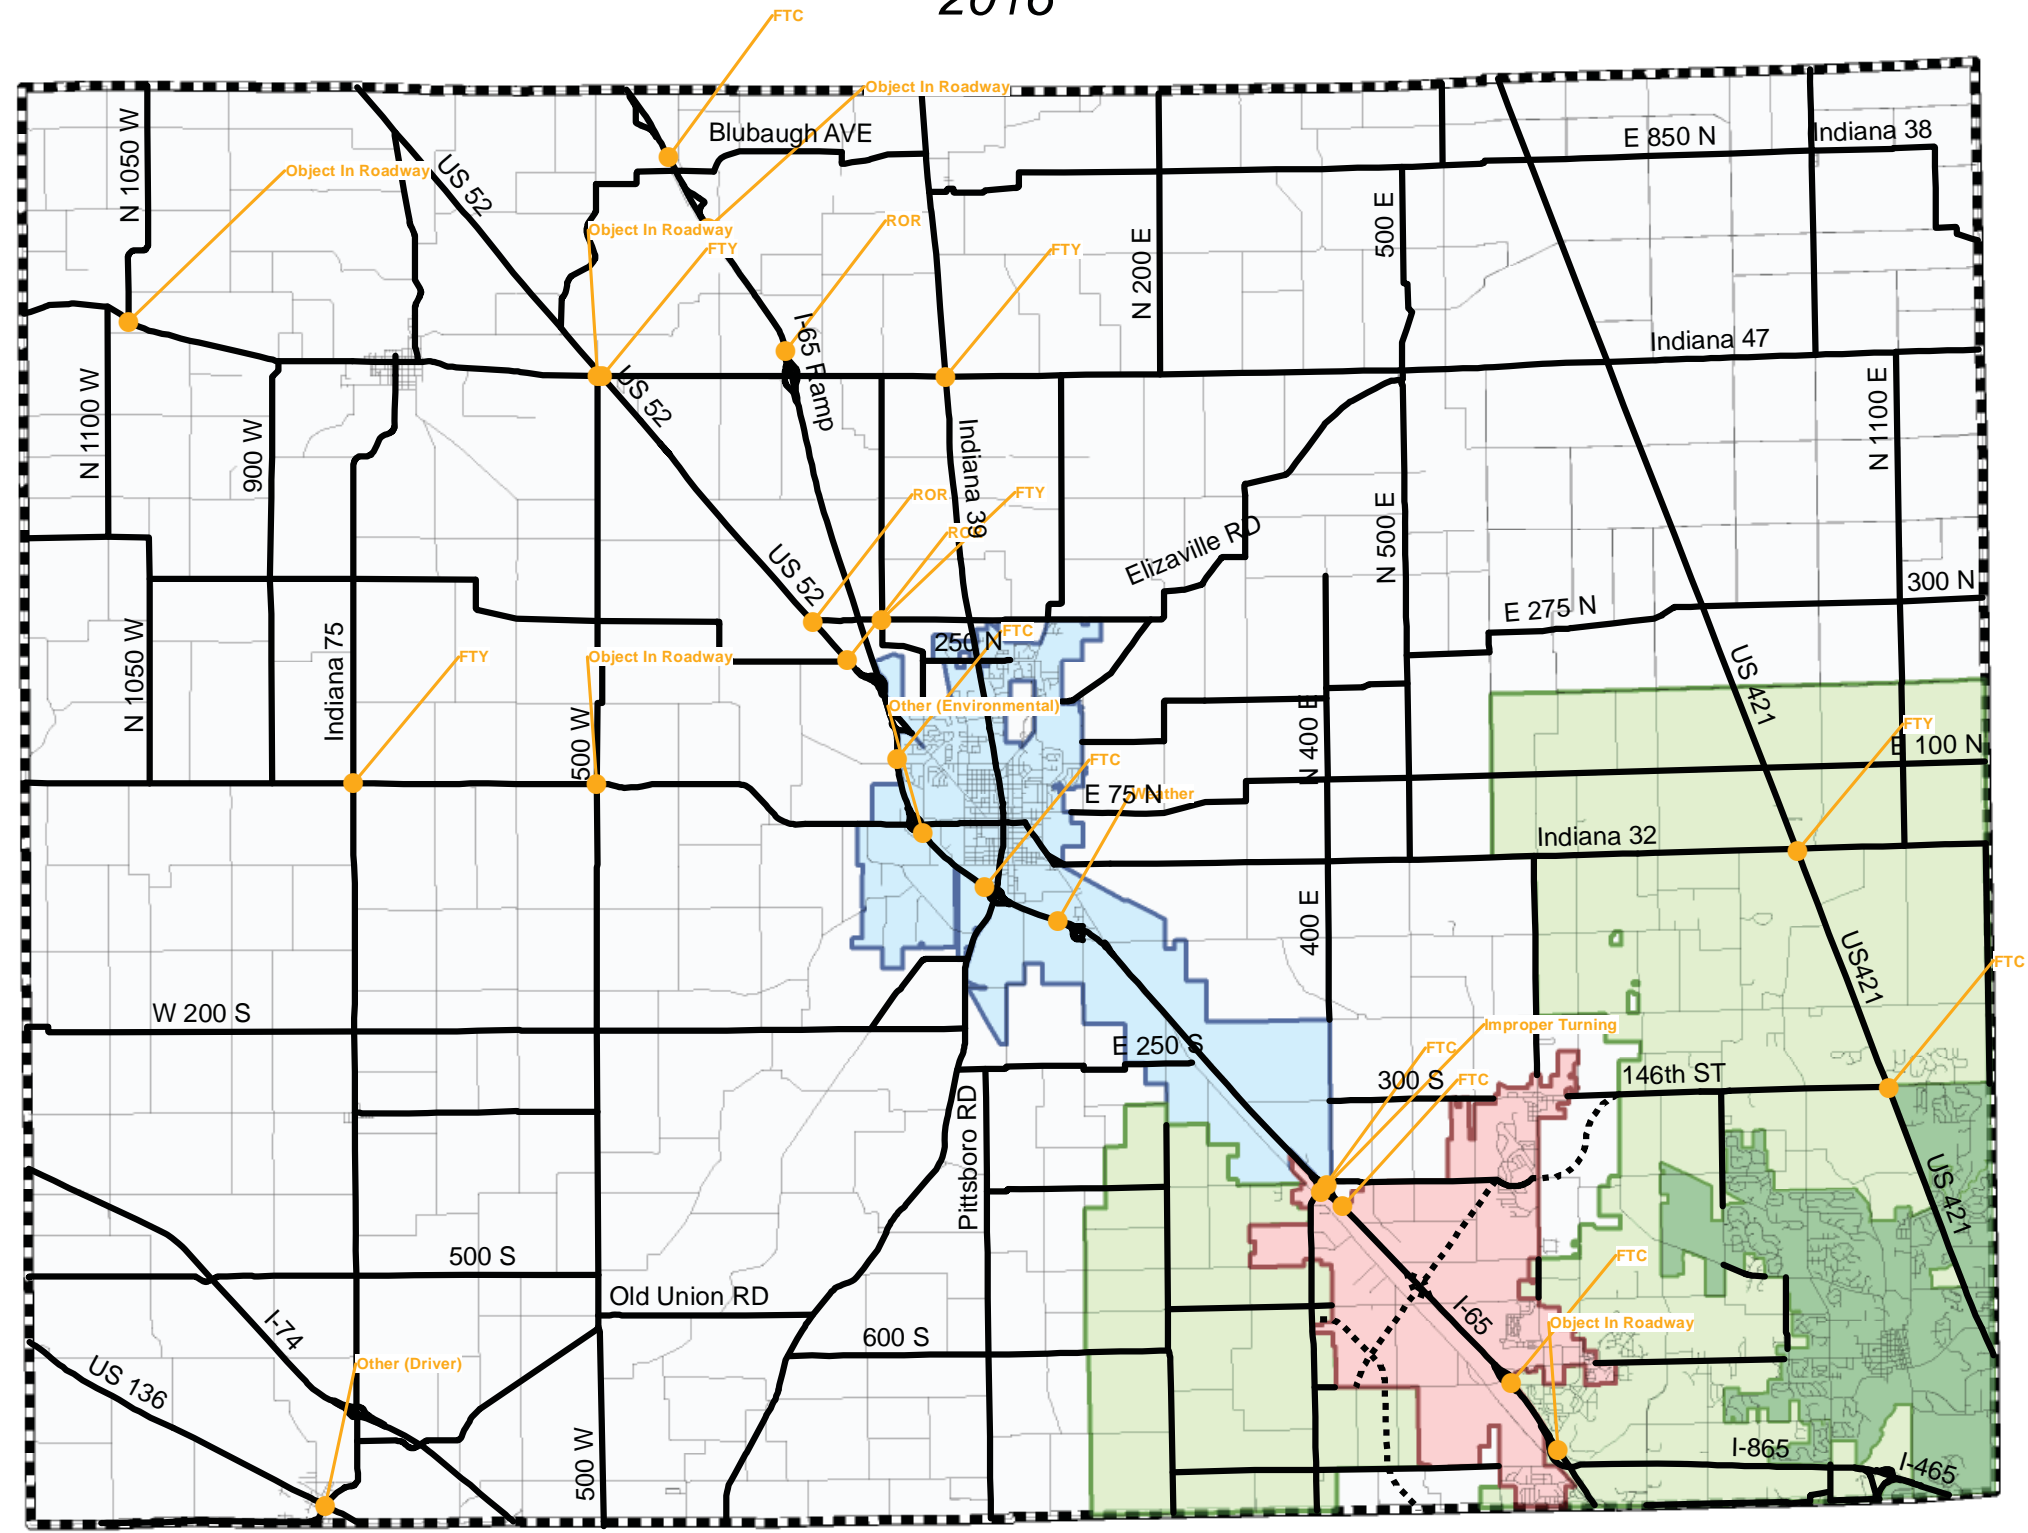 2016
FTC
Object In Roadway
N 1050 W
Blubaugh AVE
E 850 N
Indiana 38
Object In Roadway
US 52
ROR
500 E
Object In Roadway
FTY
FTY
N 200 E
I-65 Ramp
Indiana 47
N 1100 W
900 W
US 52
N 1100 E
Indiana 39
ROR
FTY
N 500 E
Elizaville RD
US 52
300 N
E 275 N
N 1050 W
Indiana 75
250 N
FTC
FTY
Object In Roadway
US 421
500 W
Other (Environmental)
N 400 E
FTY
E 100 N
FTC
E 75 N
Weather
Indiana 32
400 E
US421
FTC
W 200 S
Improper Turning
E 250 S
FTC
300 S
FTC
146th ST
Pittsboro RD
US 421
500 S
FTC
Old Union RD
I-74
I-65
Object In Roadway
600 S
US 136
Other (Driver)
500 W
I-865
I-465